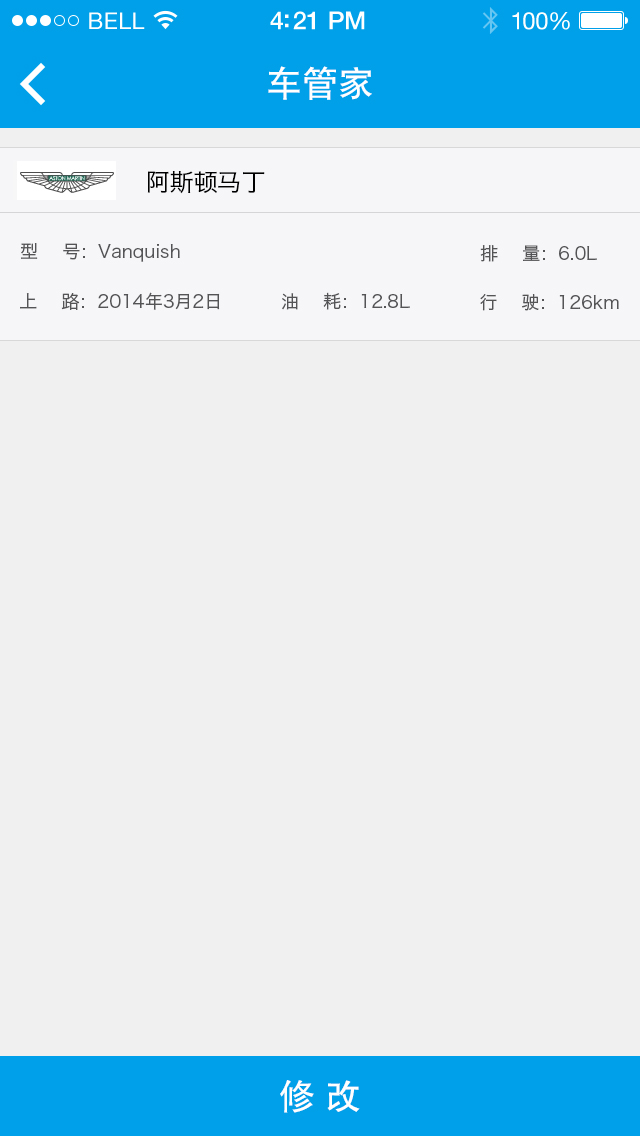 BELL 4:21 PM 100%
车管家
ASTON MARTIN 阿斯顿马丁
型 号：Vanquish 排 量：6.0L
上 路：2014年3月2日 油 耗：12.8L 行 驶：126km
修 改